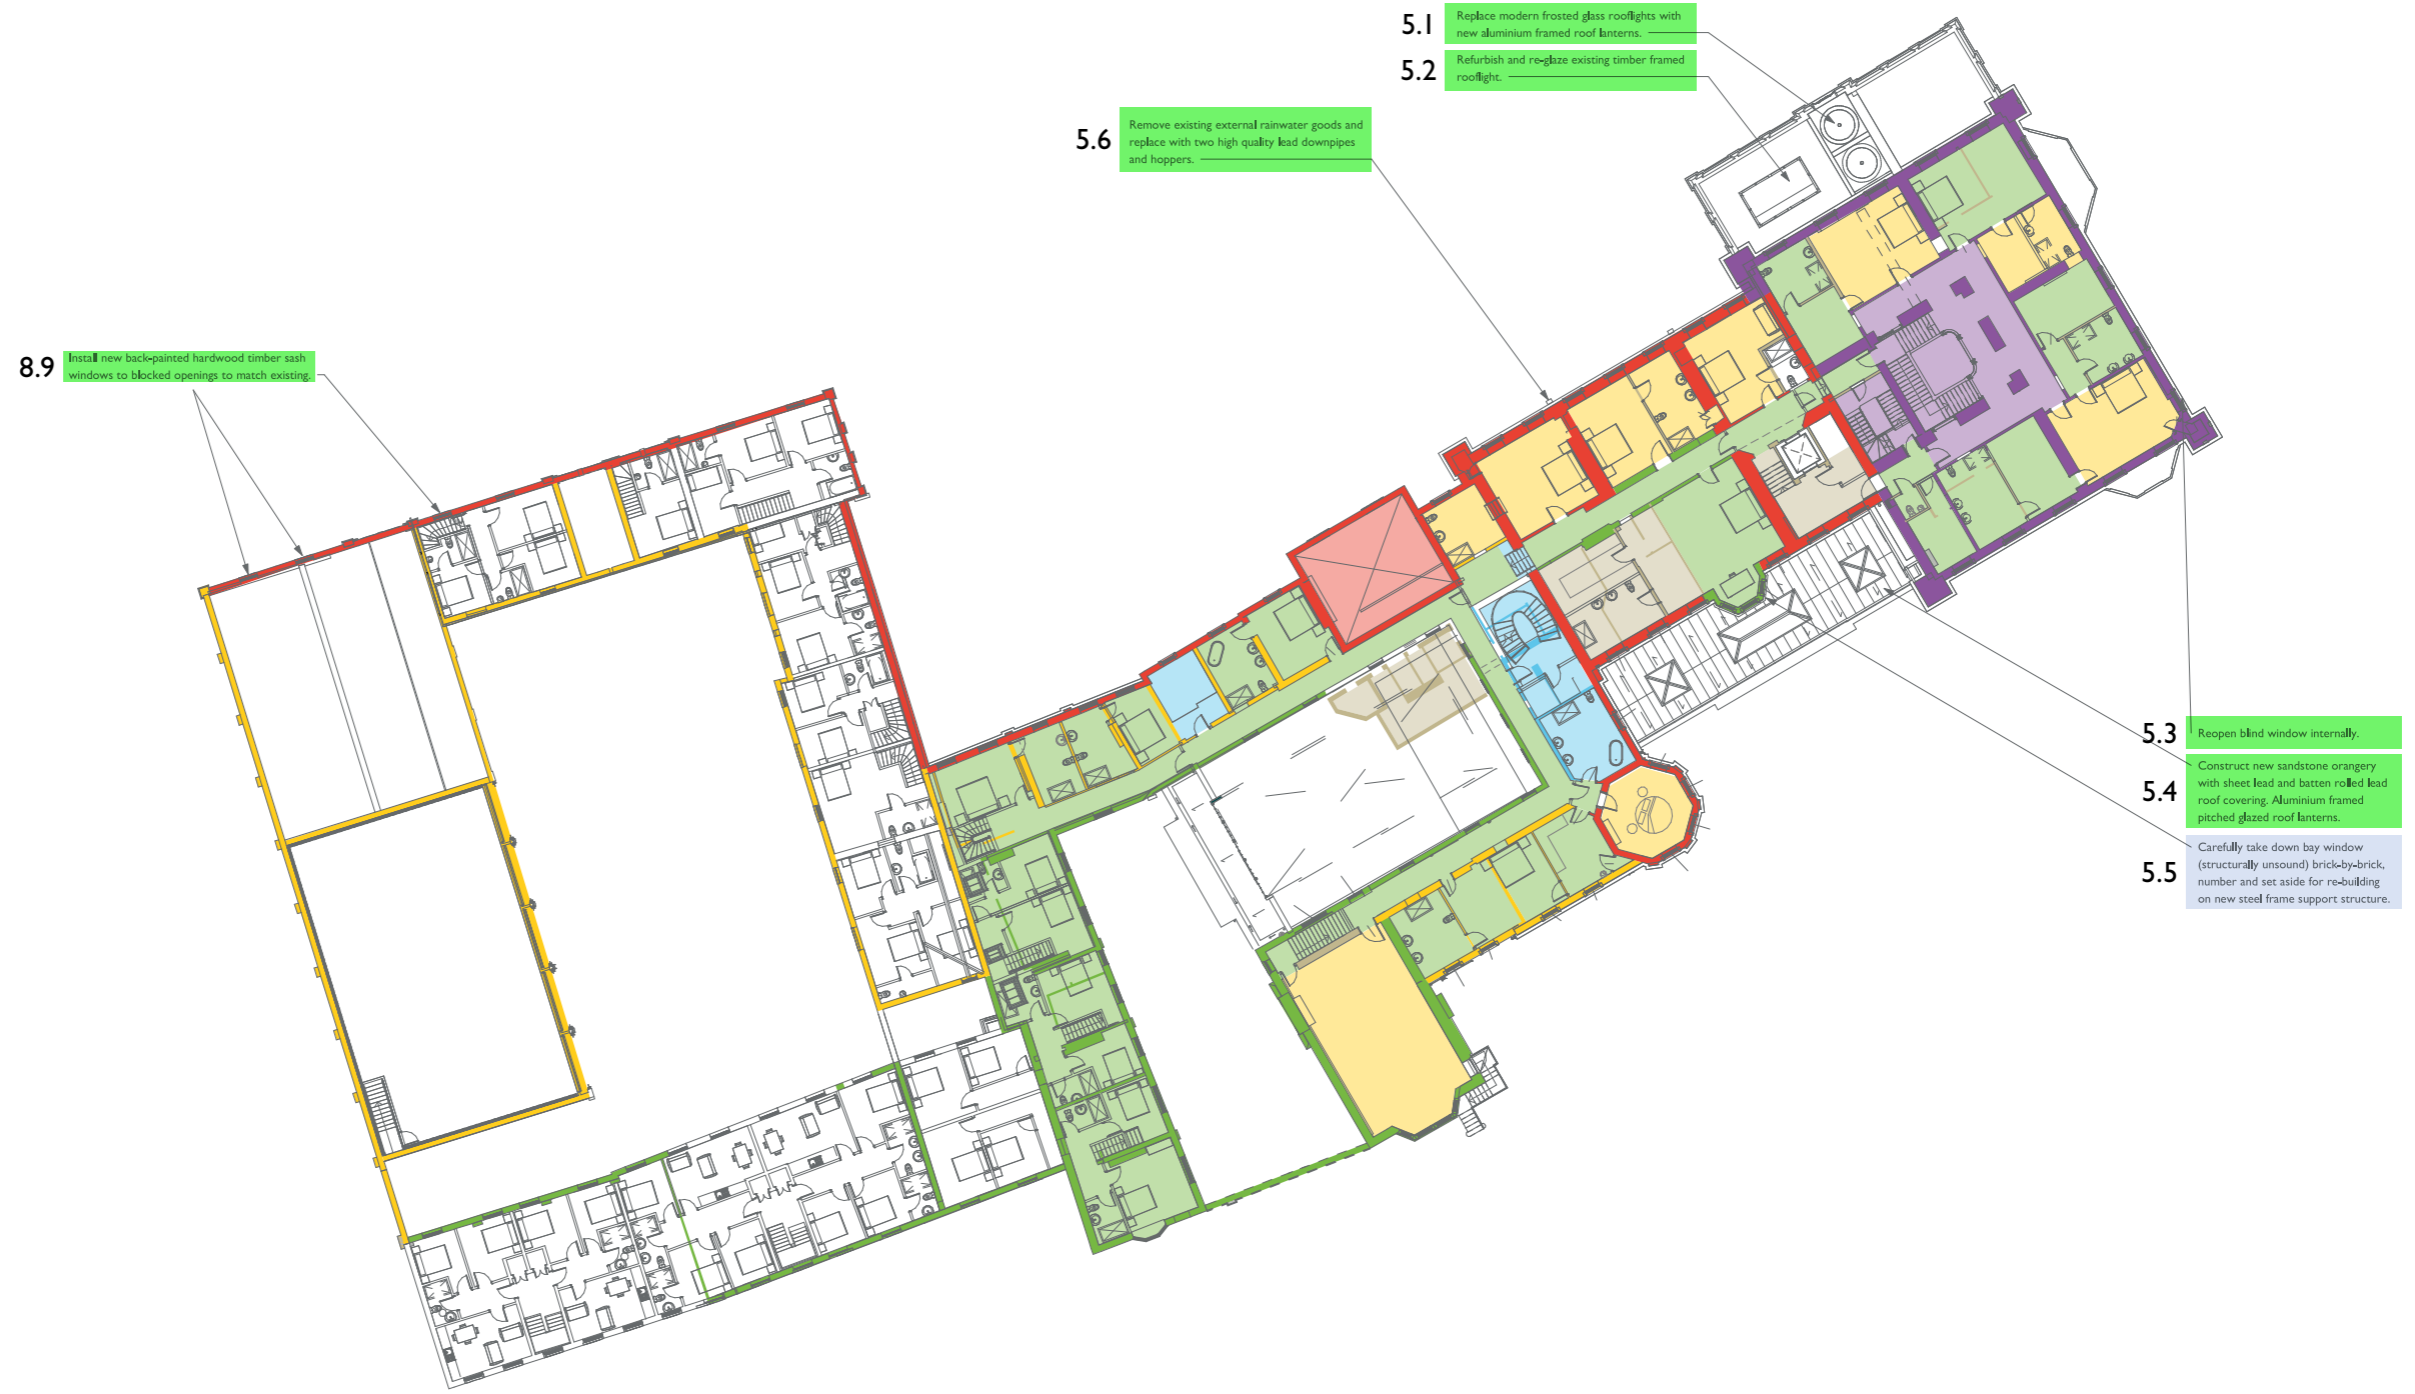 5.1
Replace modern frosted glass rooflights with
new aluminium framed roof lanterns.
5.2
Refurbish and re-glaze existing timber framed
rooflight.
5.6
Remove existing external rainwater goods and
replace with two high quality lead downpipes
and hoppers.
8.9
Install new back-painted hardwood timber sash
windows to blocked openings to match existing.
5.3
Reopen blind window internally.
5.4
Construct new sandstone orangery
with sheet lead and batten rolled lead
roof covering. Aluminium framed
pitched glazed roof lanterns.
5.5
Carefully take down bay window
(structurally unsound) brick-by-brick,
number and set aside for re-building
on new steel frame support structure.